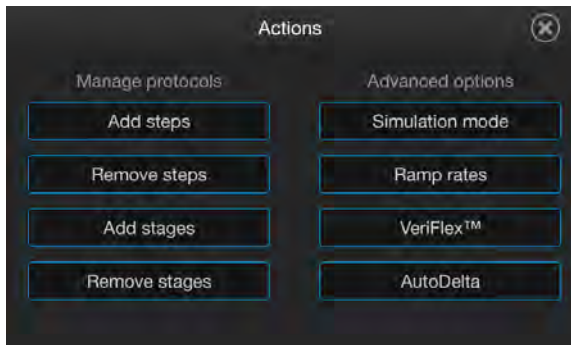 Actions
Manage protocols
Add steps
Remove steps
Add stages
Remove stages
Advanced options
Simulation mode
Ramp rates
VeriFlex™
AutoDelta